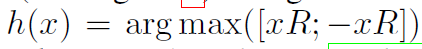 h(x) = arg max([xR; −xR])